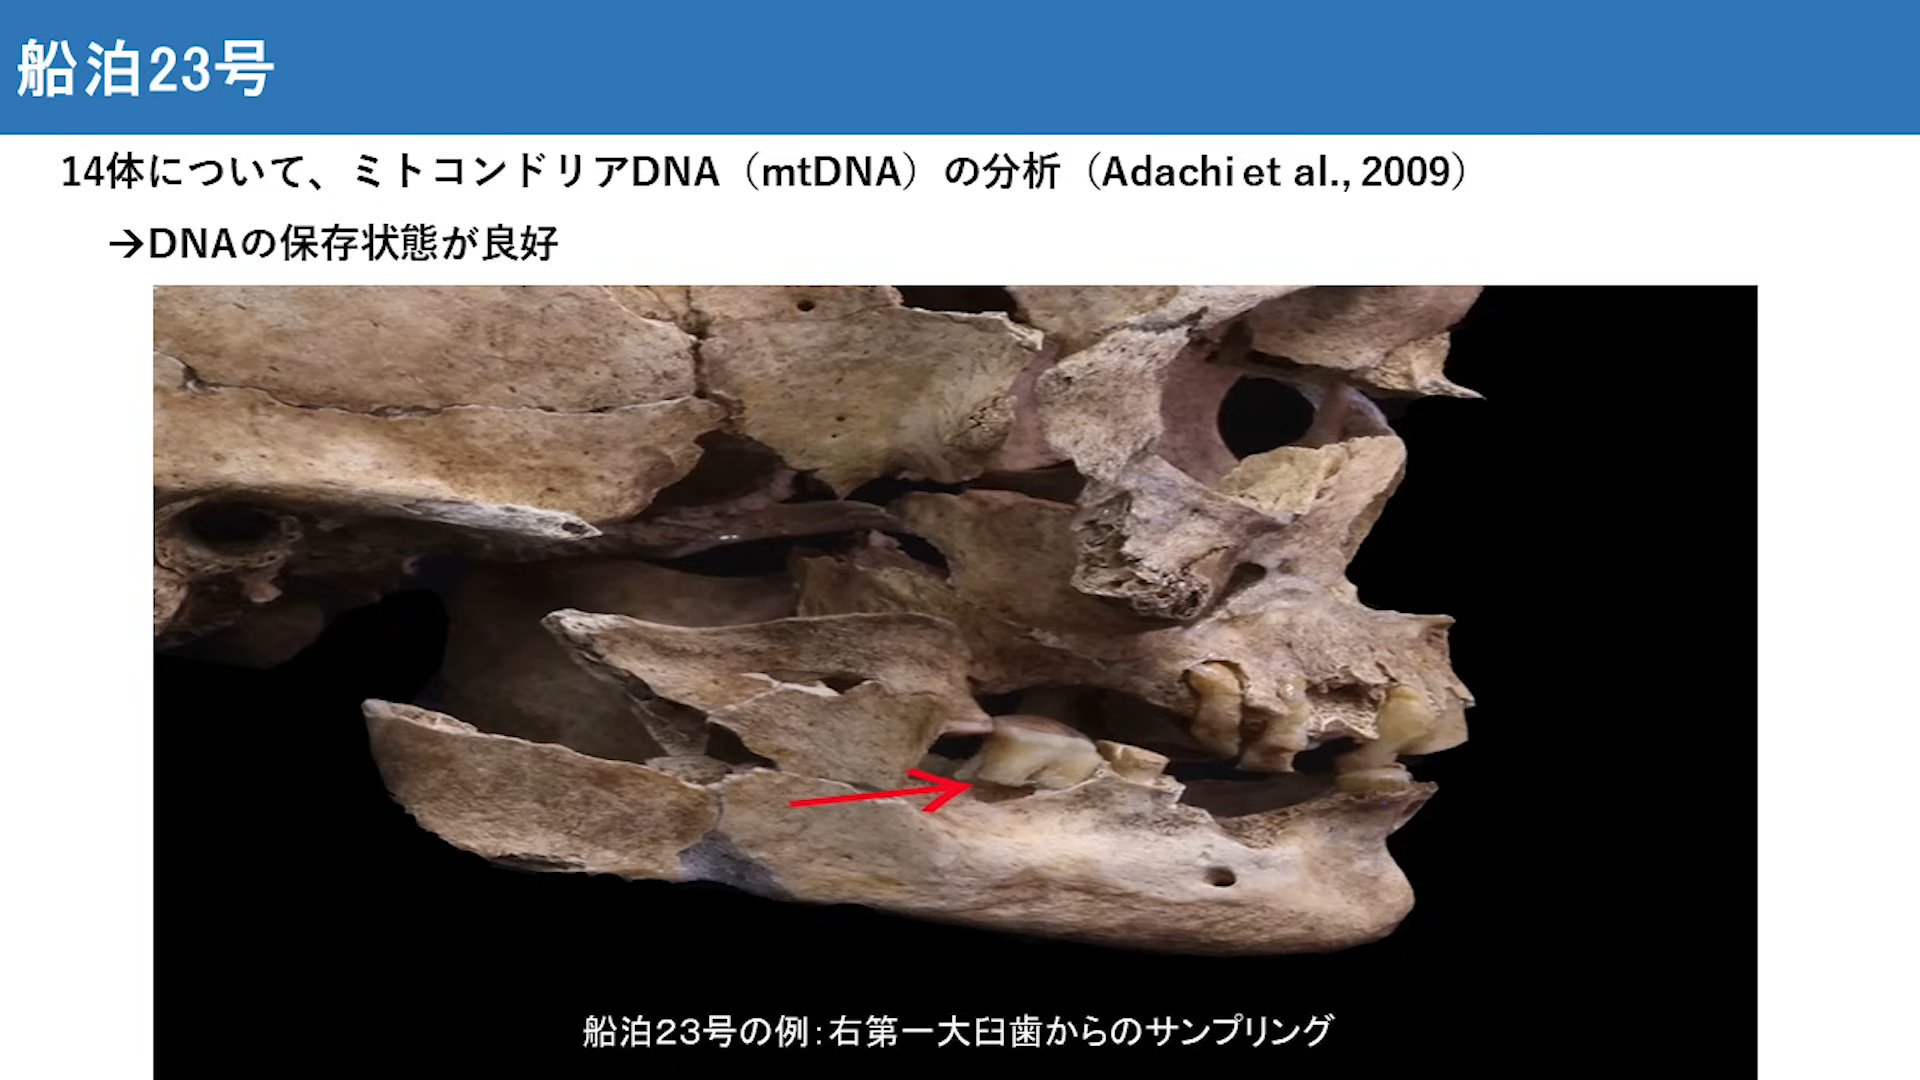 船泊23号
14体について、ミトコンドリアDNA（mtDNA）の分析（Adachi et al., 2009）
→DNAの保存状態が良好
船泊２３号の例：右第一大臼歯からのサンプリング